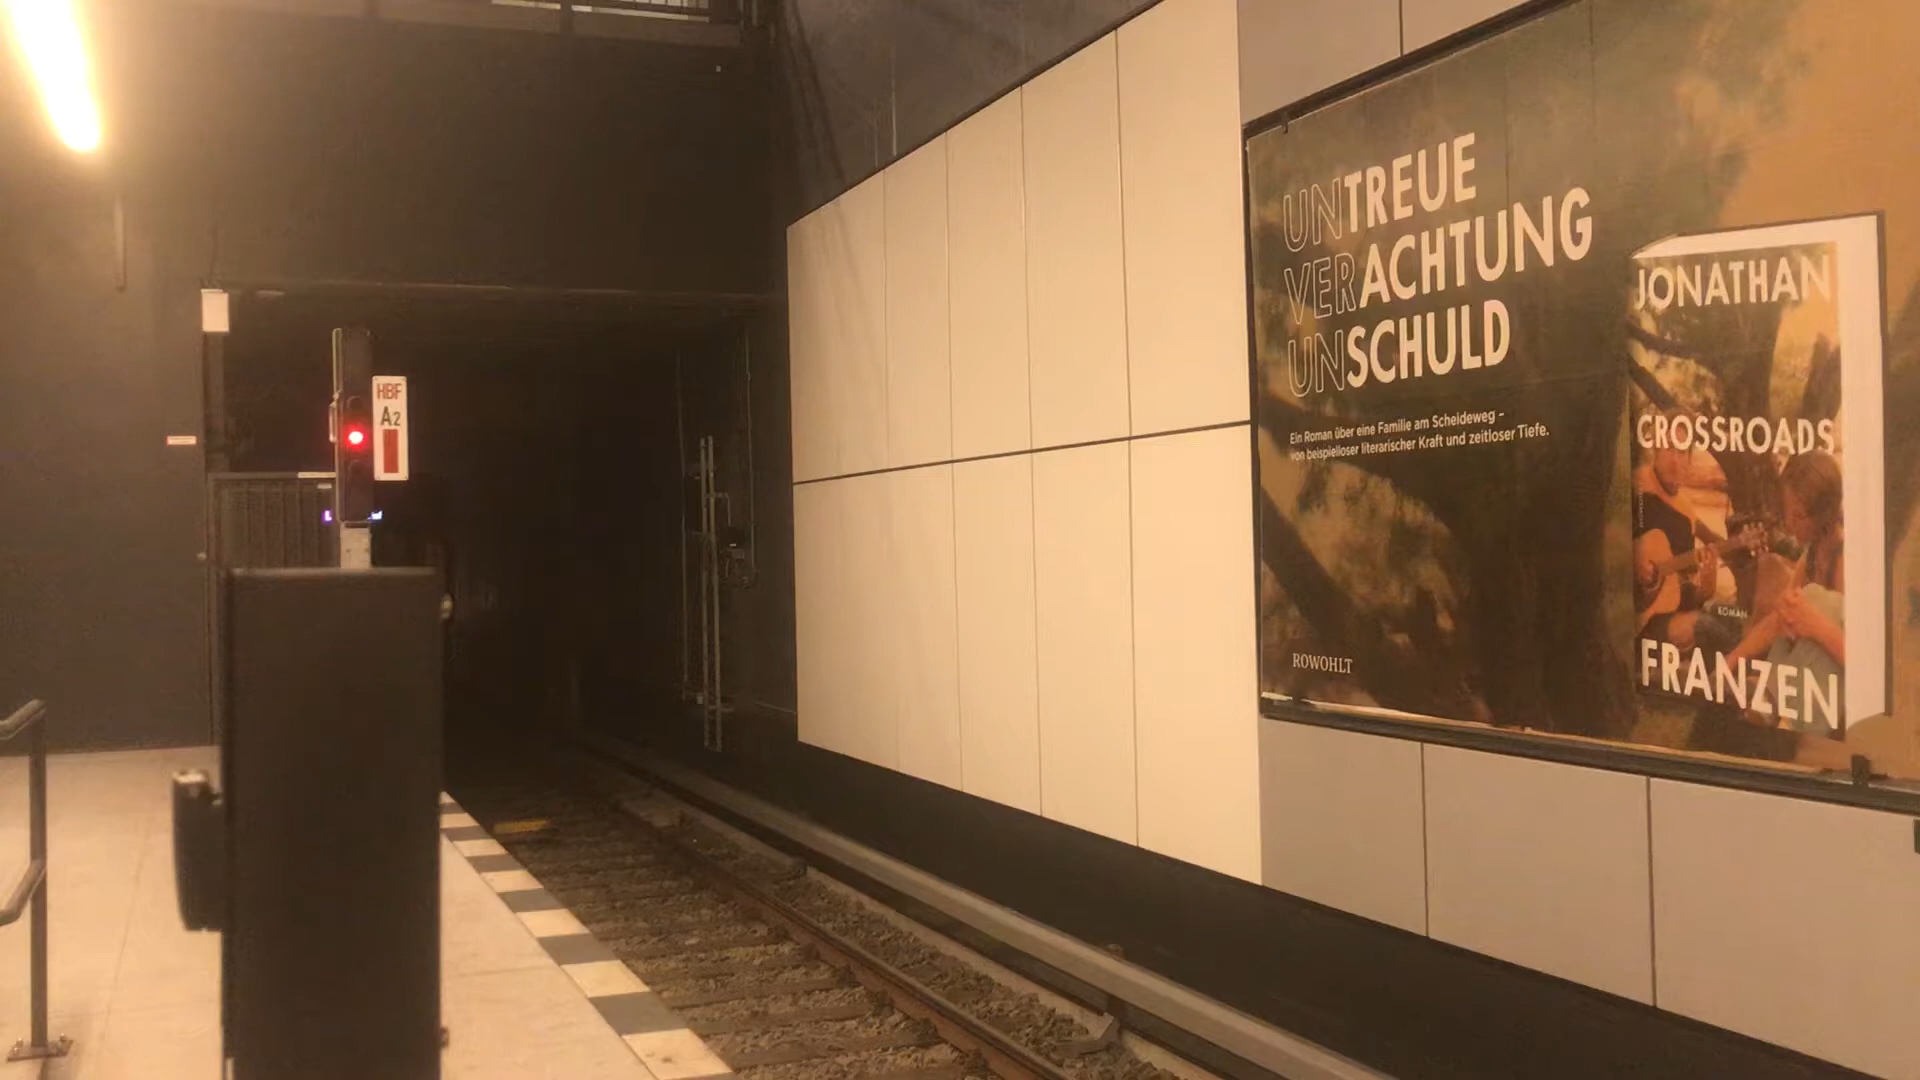 HBF
A2
UNTREUE
VERACHTUNG
UNSCHULD
Ein Roman über eine Familie am Scheideweg –
von beispielloser literarischer Kraft und zeitloser Tiefe.
ROWOHLT
JONATHAN
CROSSROADS
ROMAN
FRANZEN